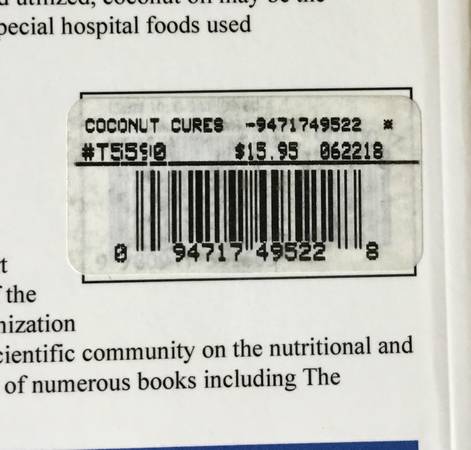 utilized, coconut oil may be the
pecial hospital foods used
COCONUT CURES -9471749522 *
#T5590 $15.95 062218
0 94717 49522 8
t
the
nization
cientific community on the nutritional and
of numerous books including The